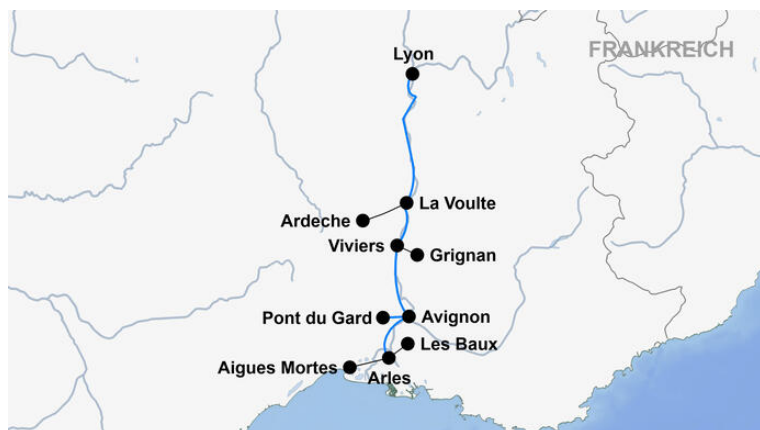 FRANKREICH
Lyon
La Voulte
Ardeche
Viviers
Grignan
Pont du Gard
Avignon
Les Baux
Aigues Mortes
Arles